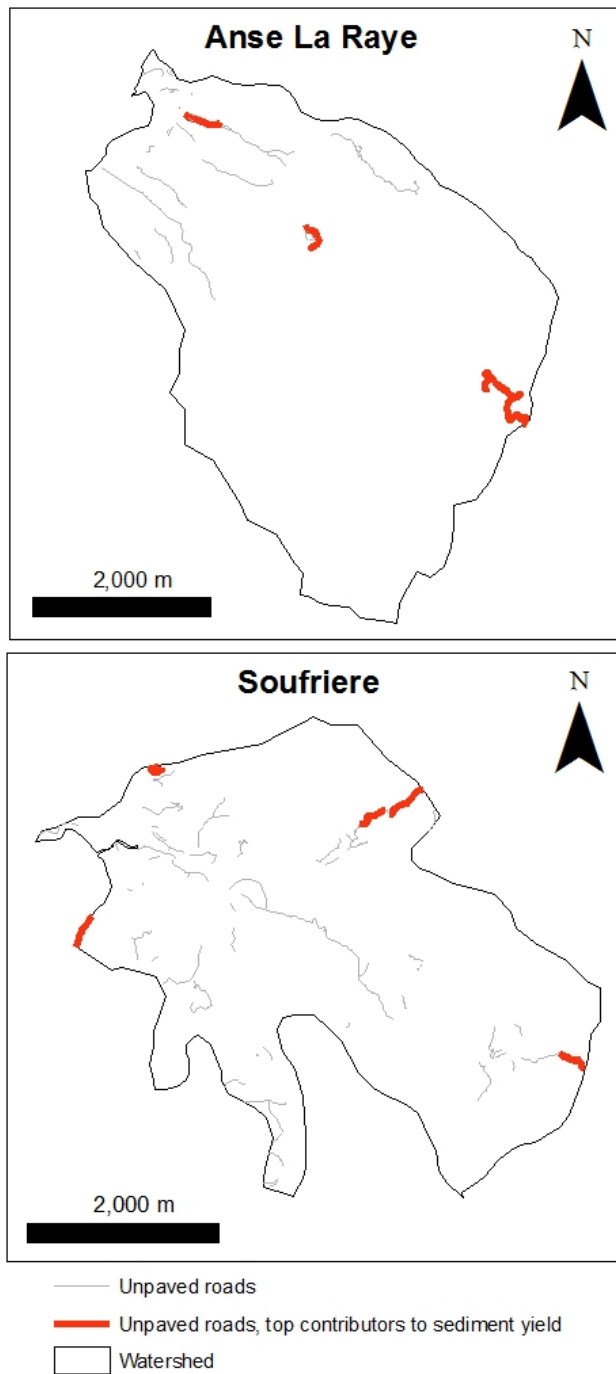 Anse La Raye
N
2,000 m
Soufriere
N
2,000 m
Unpaved roads
Unpaved roads, top contributors to sediment yield
Watershed